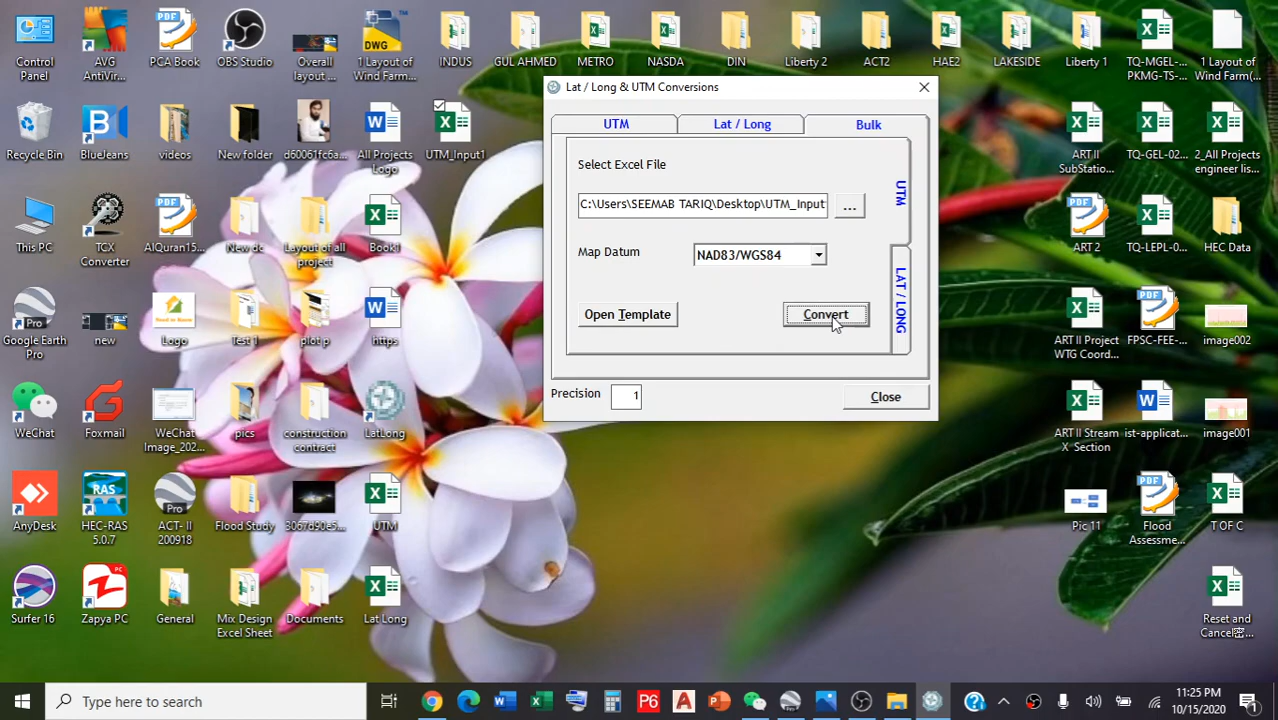 Control
Panel
AVG
AntiVir...
PCA Book
OBS Studio
Overall
layout ...
1 Layout of
Wind Farm...
INDUS
GUL AHMED
METRO
NASDA
DIN
Liberty 2
ACT2
HAE2
LAKESIDE
Liberty 1
TQ-MGEL-...
PKMG-TS-...
1 Layout of
Wind Farm(...
Recycle Bin
BlueJeans
videos
New folder
d60061fc6a...
All Projects
Logo
UTM_Input1
ART II
SubStation...
TQ-GEL-02...
2_All Projects
engineer lis...
This PC
TCX
Converter
AlQuran15...
New dc
Layout of all
project
Book1
ART 2
TQ-LEPL-0...
HEC Data
Google Earth
Pro
new
Logo
Test 1
plot p
https
ART II Project
WTG Coord...
FPSC-FEE-...
image002
WeChat
Foxmail
WeChat
Image_202...
pics
construction
contract
LatLong
ART II Stream
X Section
ist-applicat...
image001
AnyDesk
HEC-RAS
5.0.7
ACT- II
200918
Flood Study
3067d90e5...
UTM
Pic 11
Flood
Assessme...
T OF C
Surfer 16
Zapya PC
General
Mix Design
Excel Sheet
Documents
Lat Long
Reset and
Lat / Long & UTM Conversions
UTM
Lat / Long
Bulk
Select Excel File
C:\Users\SEEMAB TARIQ\Desktop\UTM_Input
...
Map Datum
NAD83/WGS84
Open Template
Convert
UTM
LAT / LONG
Precision
1
Close
Type here to search
11:25 PM
10/15/2020